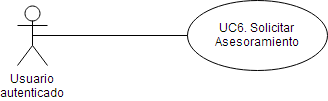 UC6. Solicitar
Asesoramiento
Usuario
autenticado